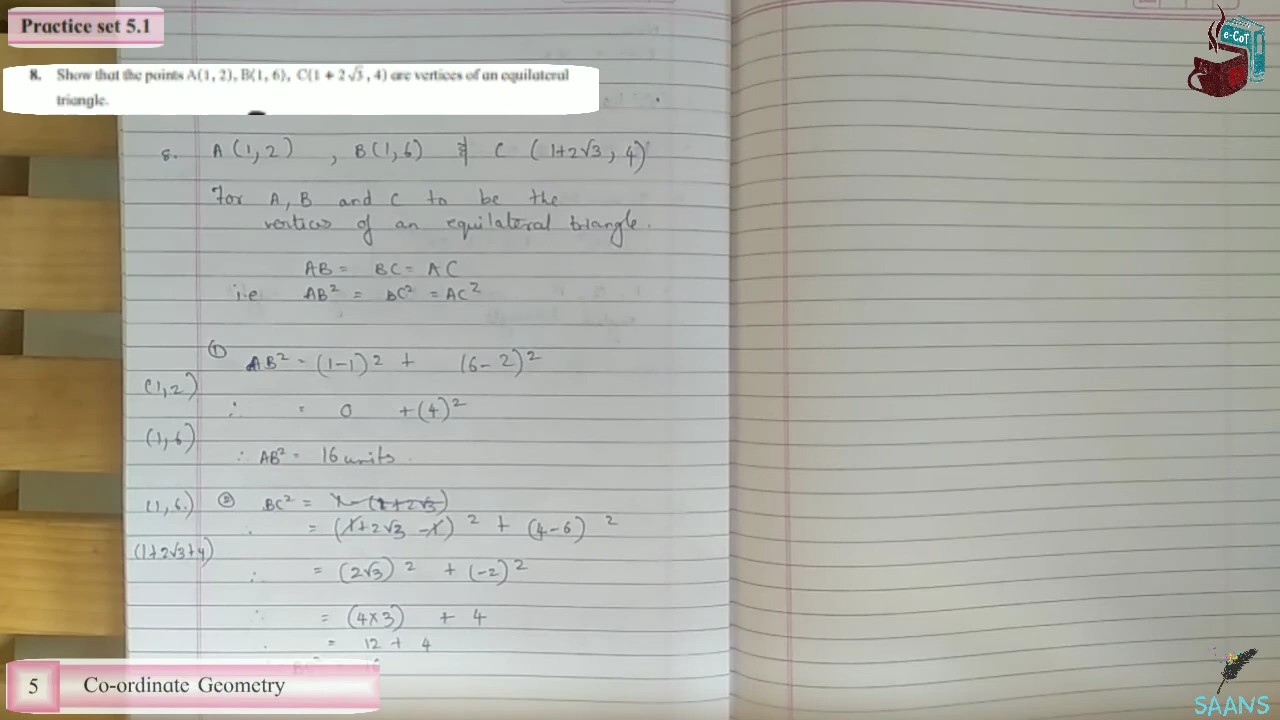 Practice set 5.1
e-CoT
8. Show that the points A(1, 2), B(1, 6), C(1 + 2√3, 4) are vertices of an equilateral
triangle.
8. A (1, 2) , B(1, 6) & C (1+2√3, 4)
For A, B and C to be the
vertices of an equilateral triangle.
AB = BC = AC
i.e AB² = BC² = AC²
① AB² = (1-1)² + (6-2)²
(1, 2)
∴ = 0 + (4)²
(1, 6)
∴ AB² = 16 units.
(1, 6) ② BC² = 1-(1+2√3)
∴ = (1+2√3-1)² + (4-6)²
(1+2√3+4)
∴ = (2√3)² + (-2)²
∴ = (4×3) + 4
∴ = 12 + 4
5 Co-ordinate Geometry
SAANS